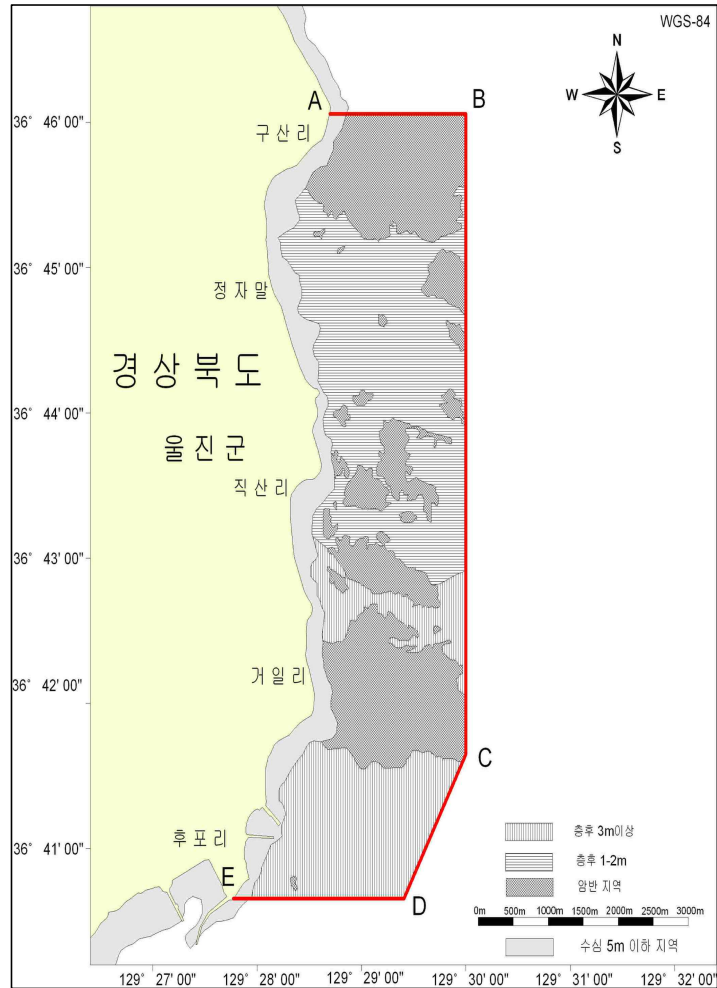 WGS-84
N
W
E
S
A
B
36° 46' 00"
구산리
36° 45' 00"
정자말
경상북도
36° 44' 00"
울진군
직산리
36° 43' 00"
36° 42' 00"
거일리
C
층후 3m이상
36° 41' 00"
후포리
층후 1-2m
E
암반 지역
D
0m 500m 1000m 1500m 2000m 2500m 3000m
수심 5m 이하 지역
129° 27' 00" 129° 28' 00" 129° 29' 00" 129° 30' 00" 129° 31' 00" 129° 32' 00"